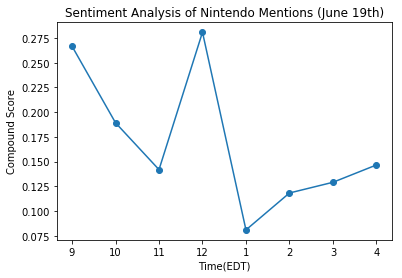 Sentiment Analysis of Nintendo Mentions (June 19th)
0.275
0.250
0.225
0.200
0.175
0.150
0.125
0.100
0.075
Compound Score
9 10 11 12 1 2 3 4
Time(EDT)